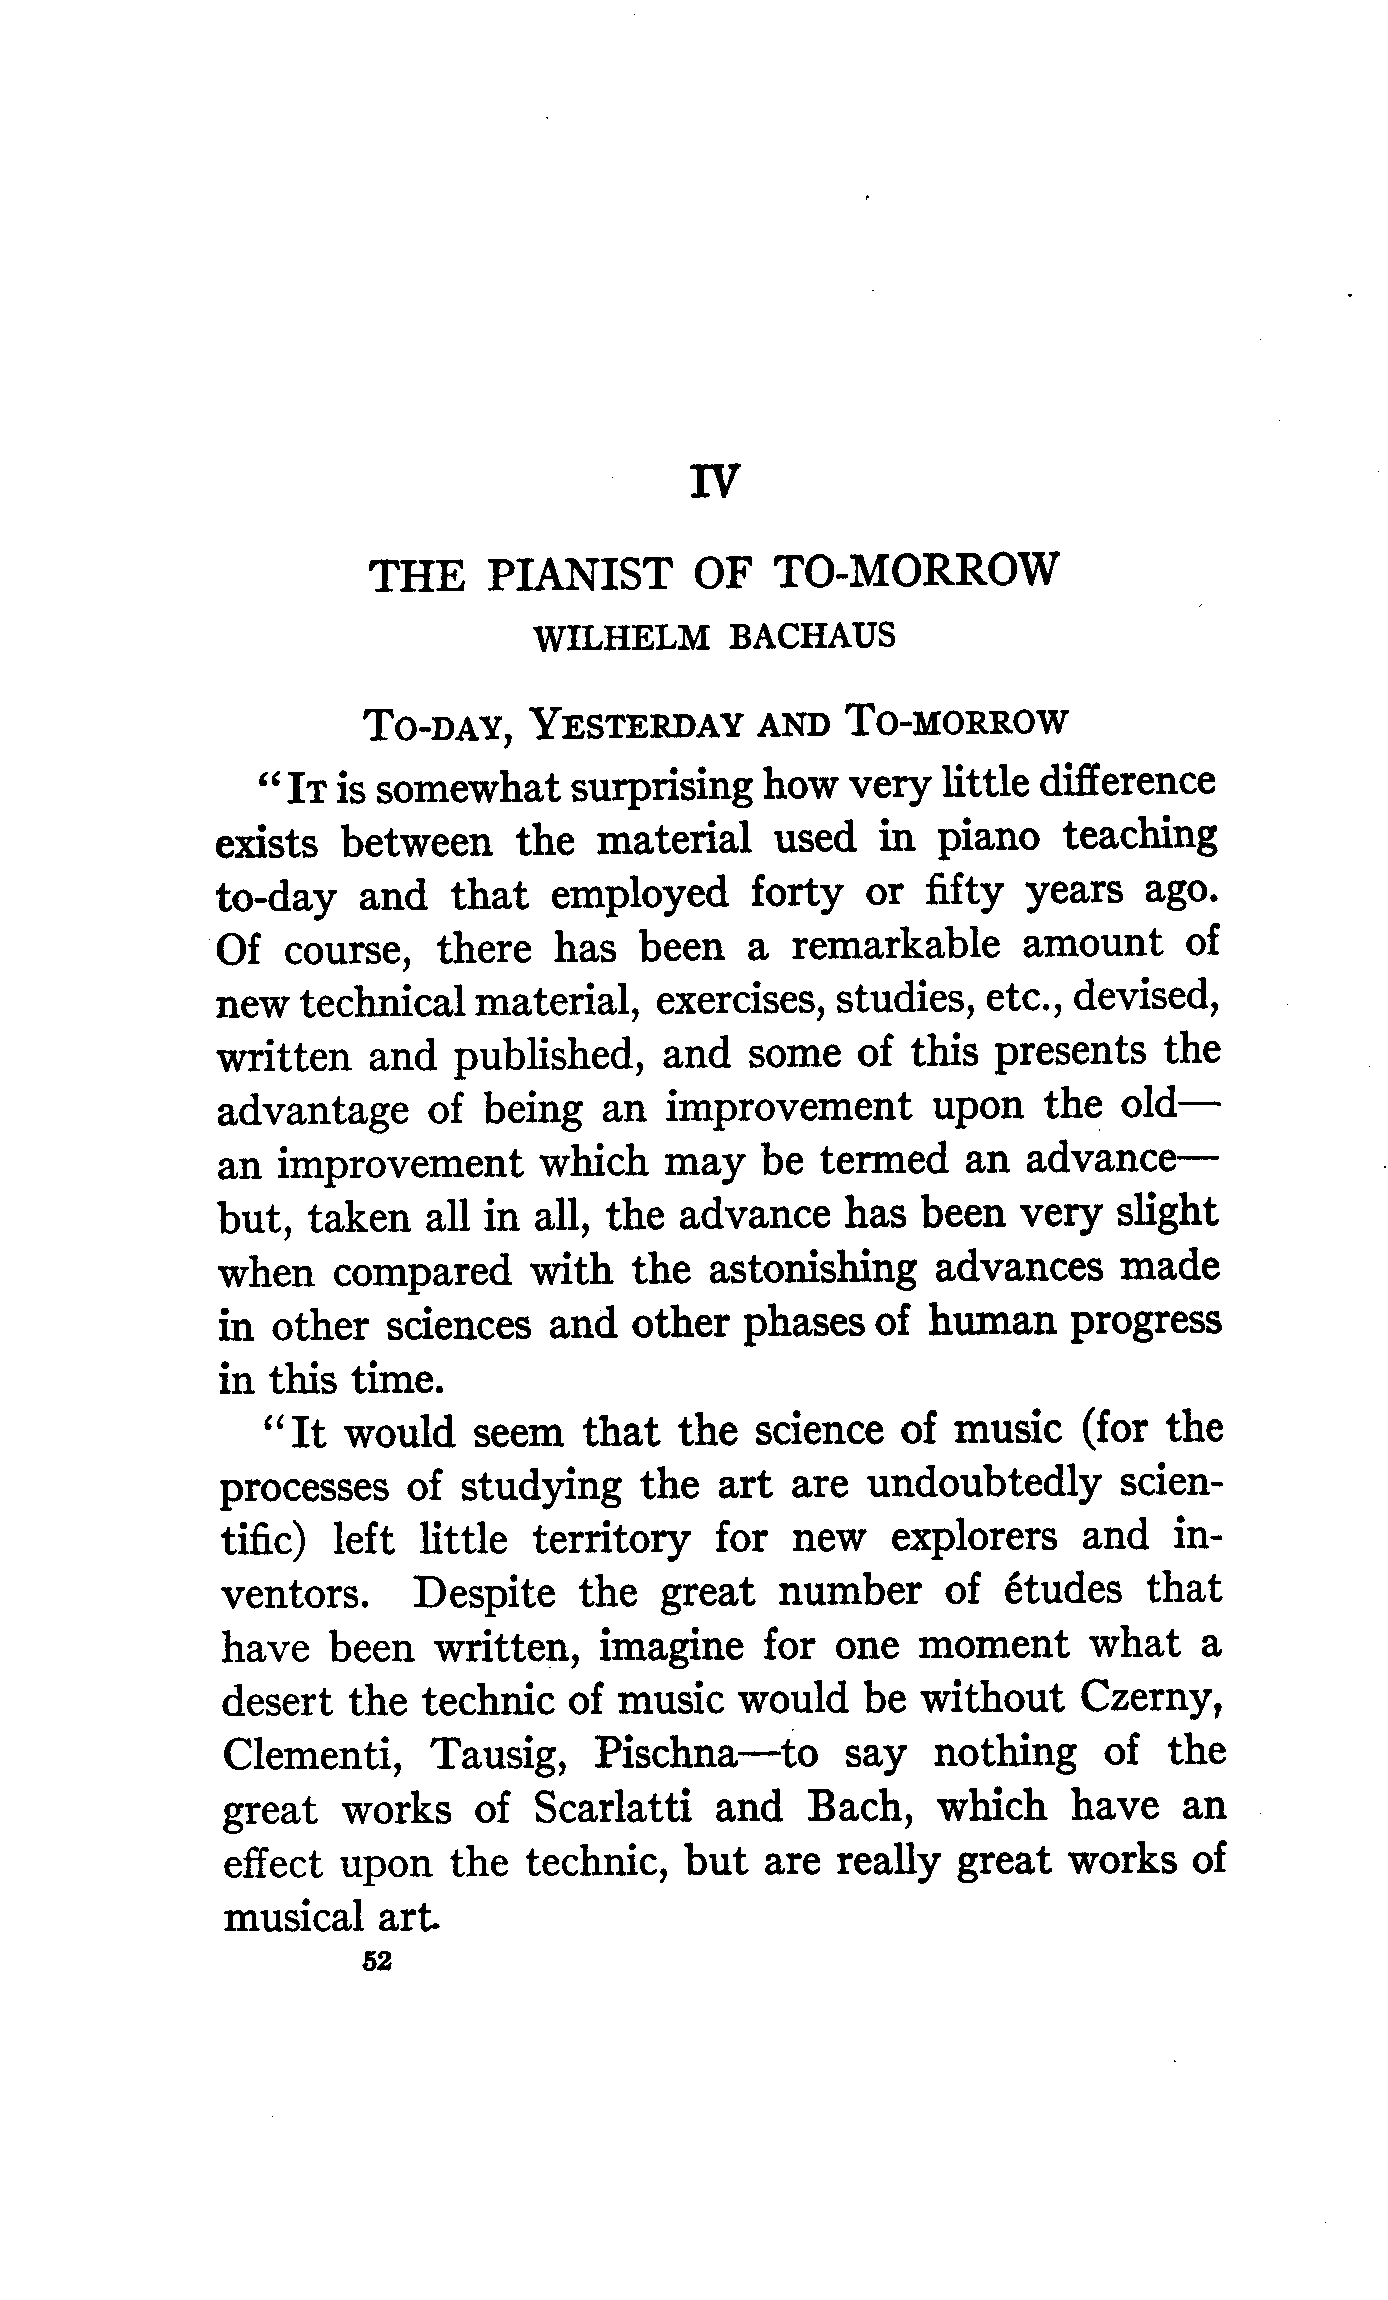 IV
THE PIANIST OF TO-MORROW
WILHELM BACHAUS
TO-DAY, YESTERDAY AND TO-MORROW
"IT is somewhat surprising how very little difference
exists between the material used in piano teaching
to-day and that employed forty or fifty years ago.
Of course, there has been a remarkable amount of
new technical material, exercises, studies, etc., devised,
written and published, and some of this presents the
advantage of being an improvement upon the old—
an improvement which may be termed an advance—
but, taken all in all, the advance has been very slight
when compared with the astonishing advances made
in other sciences and other phases of human progress
in this time.
"It would seem that the science of music (for the
processes of studying the art are undoubtedly scien-
tific) left little territory for new explorers and in-
ventors. Despite the great number of études that
have been written, imagine for one moment what a
desert the technic of music would be without Czerny,
Clementi, Tausig, Pischna—to say nothing of the
great works of Scarlatti and Bach, which have an
effect upon the technic, but are really great works of
musical art.
52